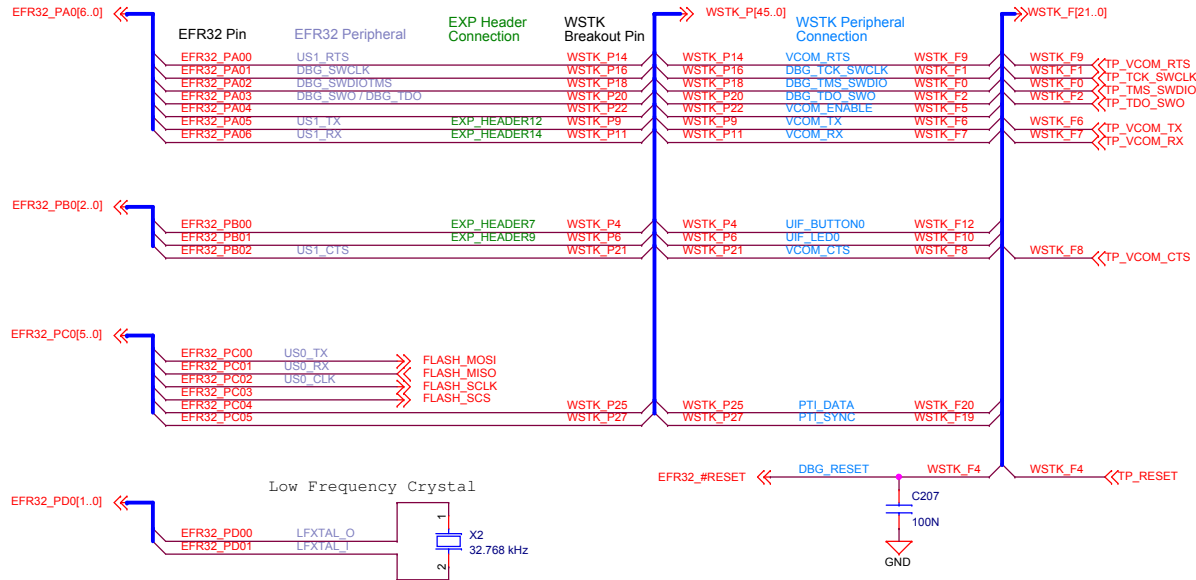 EFR32_PA0[6..0] WSTK_P[45..0] WSTK_F[21..0]
EFR32 Pin EFR32 Peripheral EXP Header Connection WSTK Breakout Pin WSTK Peripheral Connection
EFR32_PA00 US1_RTS WSTK_P14 WSTK_P14 VCOM_RTS WSTK_F9 WSTK_F9 TP_VCOM_RTS
EFR32_PA01 DBG_SWCLK WSTK_P16 WSTK_P16 DBG_TCK_SWCLK WSTK_F1 WSTK_F1 TP_TCK_SWCLK
EFR32_PA02 DBG_SWDIOTMS WSTK_P18 WSTK_P18 DBG_TMS_SWDIO WSTK_F0 WSTK_F0 TP_TMS_SWDIO
EFR32_PA03 DBG_SWO / DBG_TDO WSTK_P20 WSTK_P20 DBG_TDO_SWO WSTK_F2 WSTK_F2 TP_TDO_SWO
EFR32_PA04 WSTK_P22 WSTK_P22 VCOM_ENABLE WSTK_F5
EFR32_PA05 US1_TX EXP_HEADER12 WSTK_P9 WSTK_P9 VCOM_TX WSTK_F6 WSTK_F6 TP_VCOM_TX
EFR32_PA06 US1_RX EXP_HEADER14 WSTK_P11 WSTK_P11 VCOM_RX WSTK_F7 WSTK_F7 TP_VCOM_RX
EFR32_PB0[2..0]
EFR32_PB00 EXP_HEADER7 WSTK_P4 WSTK_P4 UIF_BUTTON0 WSTK_F12
EFR32_PB01 EXP_HEADER9 WSTK_P6 WSTK_P6 UIF_LED0 WSTK_F10
EFR32_PB02 US1_CTS WSTK_P21 WSTK_P21 VCOM_CTS WSTK_F8 WSTK_F8 TP_VCOM_CTS
EFR32_PC0[5..0]
EFR32_PC00 US0_TX FLASH_MOSI
EFR32_PC01 US0_RX FLASH_MISO
EFR32_PC02 US0_CLK FLASH_SCLK
EFR32_PC03 FLASH_SCS
EFR32_PC04 WSTK_P25 WSTK_P25 PTI_DATA WSTK_F20
EFR32_PC05 WSTK_P27 WSTK_P27 PTI_SYNC WSTK_F19
EFR32_#RESET DBG_RESET WSTK_F4 WSTK_F4 TP_RESET
C207
100N
GND
EFR32_PD0[1..0]
Low Frequency Crystal
EFR32_PD00 LFXTAL_O
EFR32_PD01 LFXTAL_I
1
X2
32.768 kHz
2